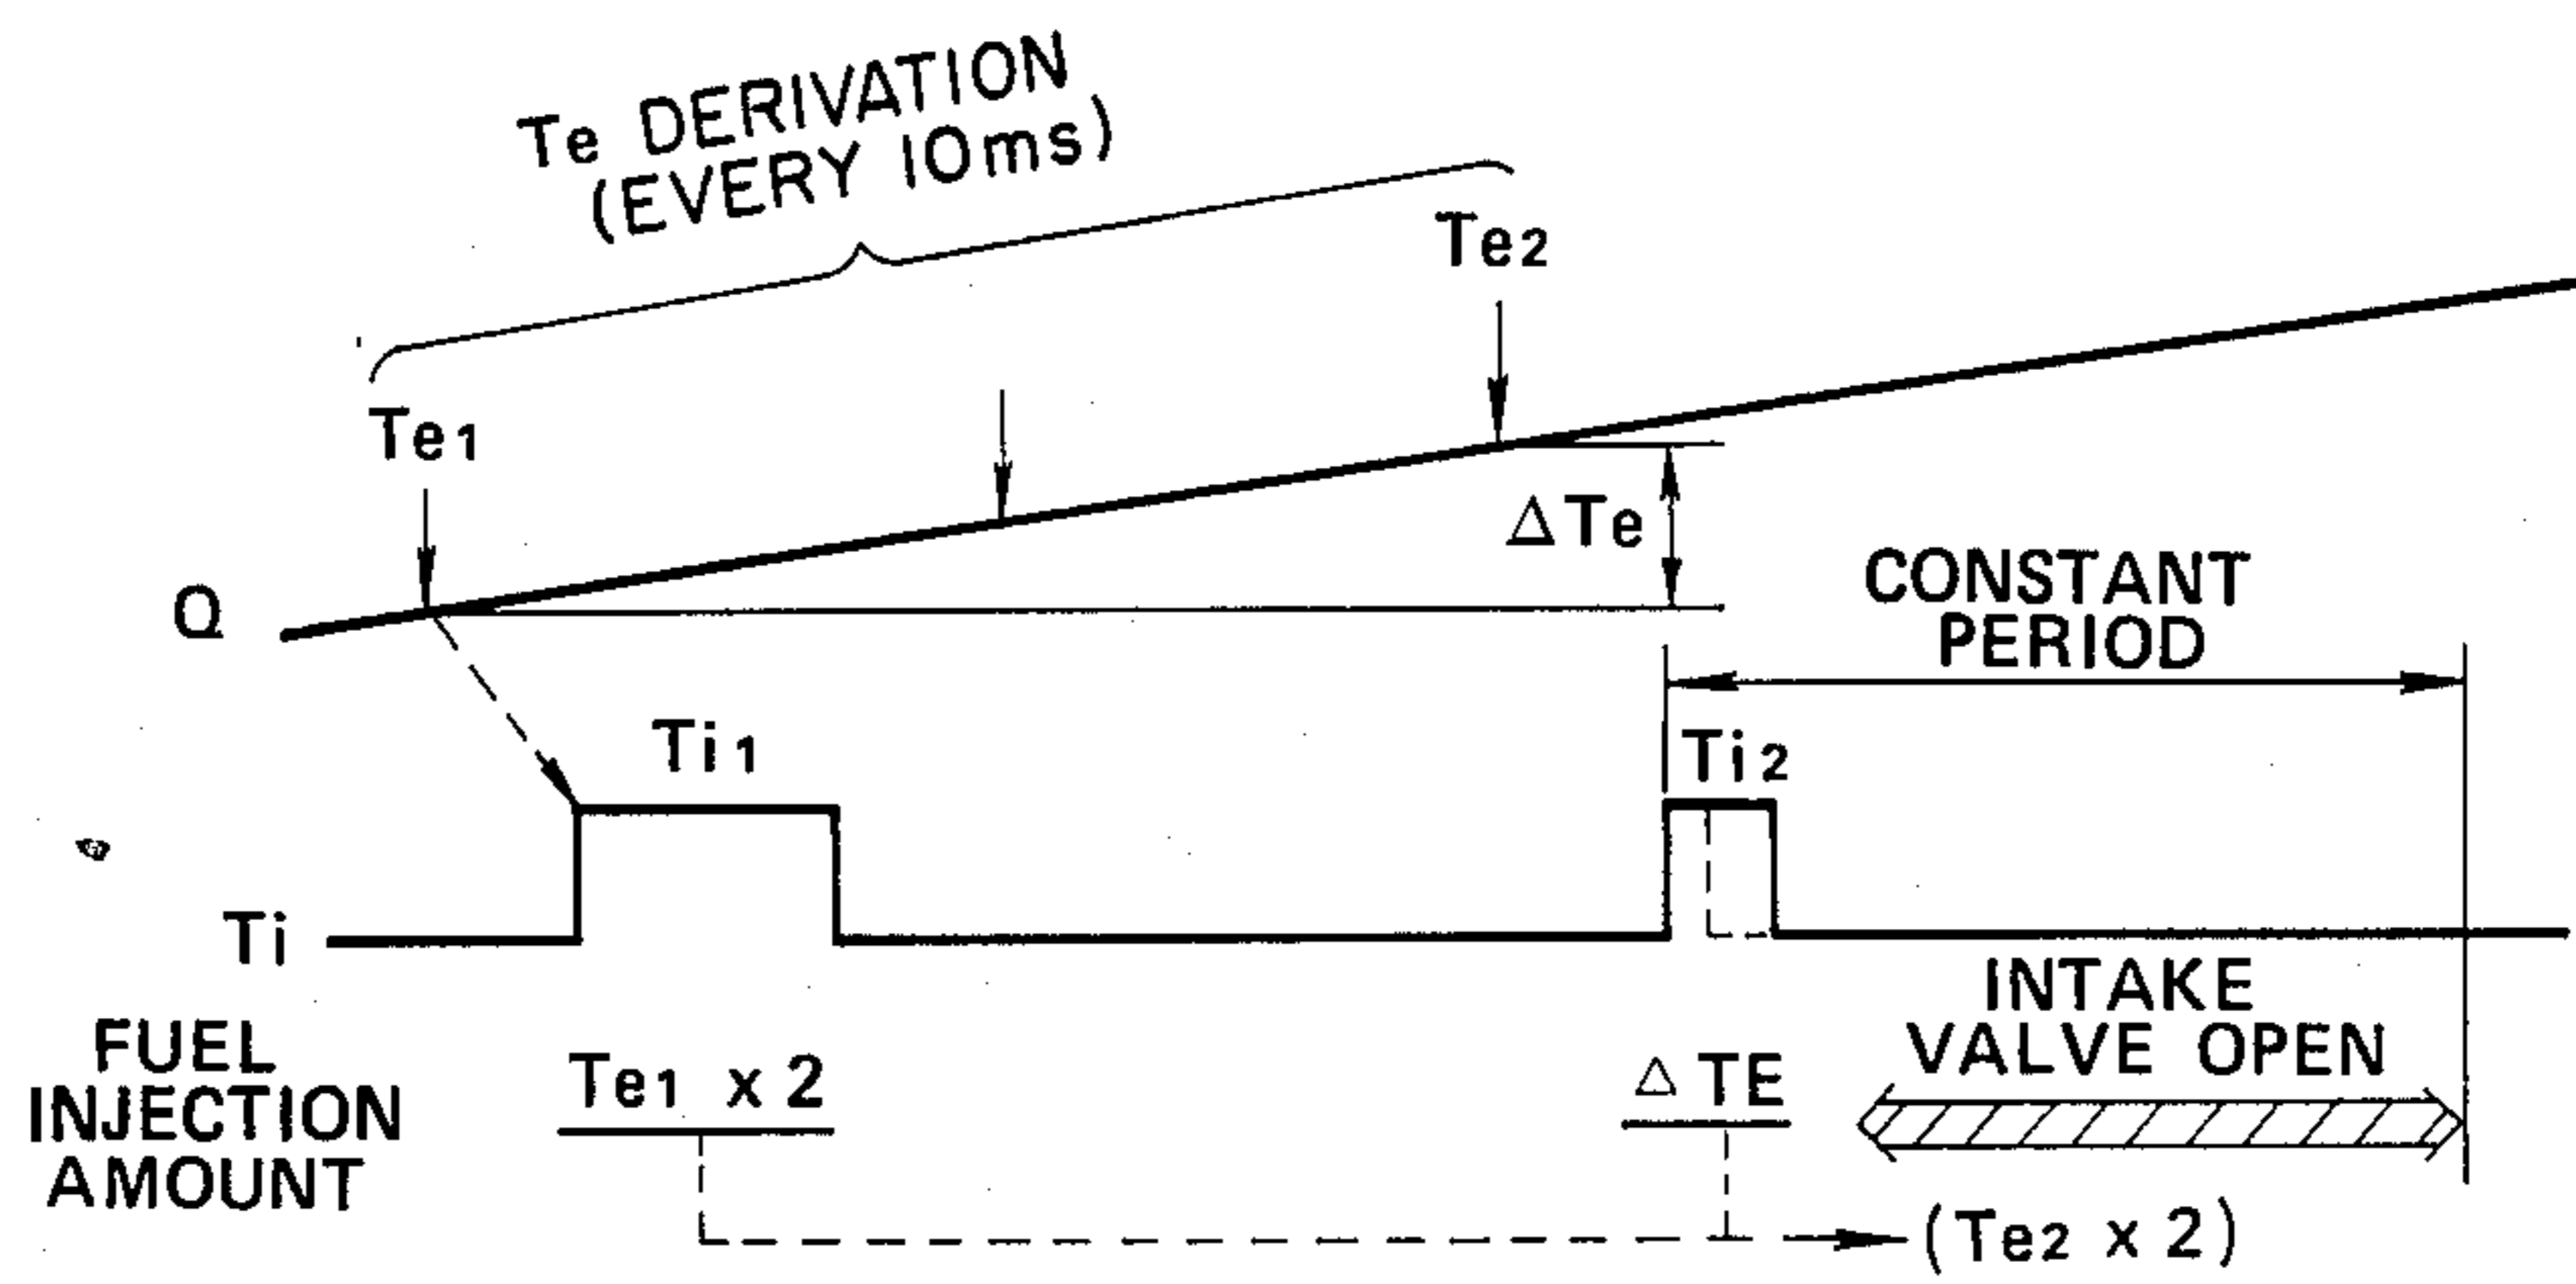 Te DERIVATION
(EVERY 10ms)
Te2
Te1
ΔTe
Q
CONSTANT
PERIOD
Ti1
Ti2
Ti
INTAKE
VALVE OPEN
FUEL
INJECTION
AMOUNT
Te1 x 2
Δ TE
(Te2 x 2)